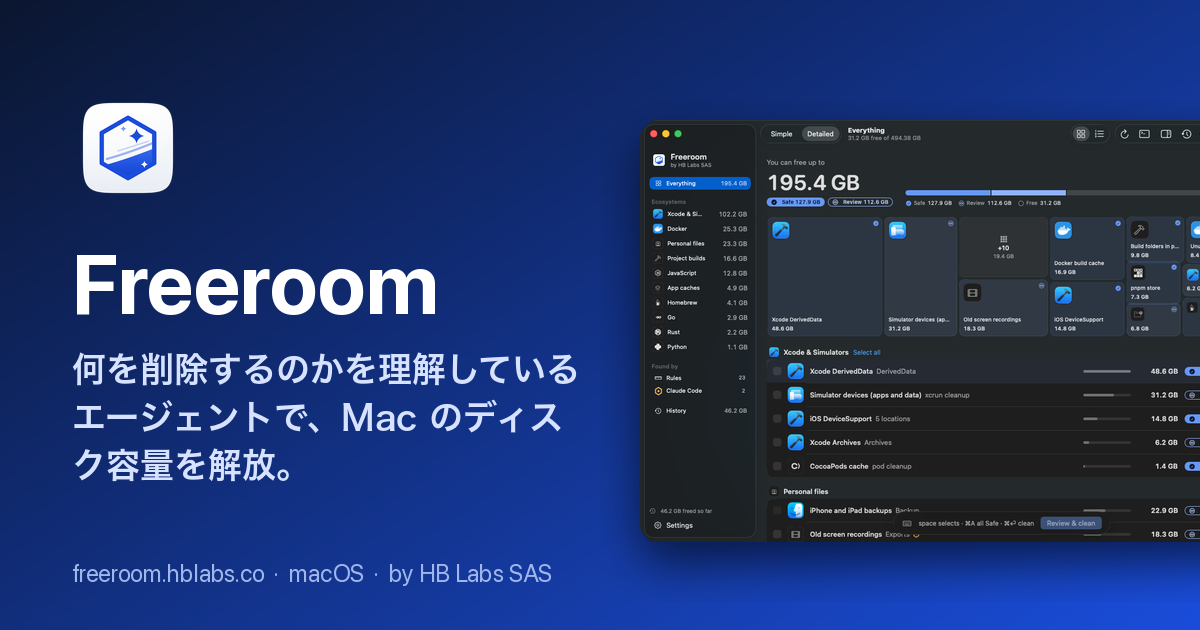 Freeroom
何を削除するのかを理解している
エージェントで、Mac のディス
ク容量を解放。
freeroom.hblabs.co · macOS · by HB Labs SAS
Freeroom
by HB Labs SAS
Everything 195.4 GB
Ecosystems
Xcode & Si... 102.2 GB
Docker 25.3 GB
Personal files 23.3 GB
Project builds 16.6 GB
JavaScript 12.8 GB
App caches 4.9 GB
Homebrew 4.1 GB
Go 2.9 GB
Rust 2.2 GB
Python 1.1 GB
Found by
Rules 23
Claude Code 2
History 46.2 GB
46.2 GB freed so far
Settings
Simple Detailed
Everything
31.2 GB free of 494.38 GB
You can free up to
195.4 GB
Safe 127.9 GB Review 112.6 GB
Safe 127.9 GB Review 112.6 GB Free 31.2 GB
Xcode DerivedData
48.6 GB
Simulator devices (ap...
31.2 GB
+10
19.4 GB
Old screen recordings
18.3 GB
Docker build cache
16.9 GB
iOS DeviceSupport
14.8 GB
Build folders in p...
9.8 GB
pnpm store
7.3 GB
6.8 GB
Unu
8.4
6.2
Xcode & Simulators Select all
Xcode DerivedData DerivedData 48.6 GB
Simulator devices (apps and data) xcrun cleanup 31.2 GB
iOS DeviceSupport 5 locations 14.8 GB
Xcode Archives Archives 6.2 GB
CocoaPods cache pod cleanup 1.4 GB
Personal files
iPhone and iPad backups Backup 22.9 GB
space selects · ⌘A all Safe · ⌘↩ clean Review & clean
Old screen recordings Exports 18.3 GB